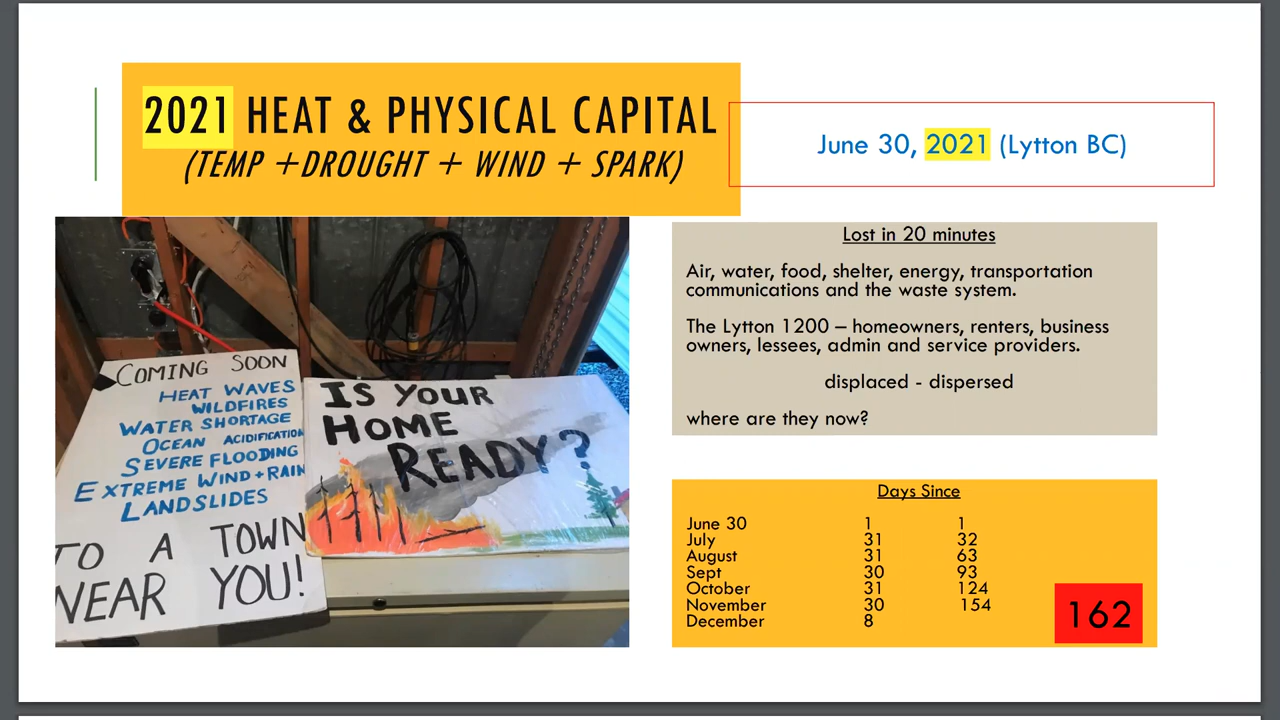 2021 HEAT & PHYSICAL CAPITAL
(TEMP +DROUGHT + WIND + SPARK)
June 30, 2021 (Lytton BC)
COMING SOON
HEAT WAVES
WILDFIRES
WATER SHORTAGE
OCEAN ACIDIFICATION
SEVERE FLOODING
EXTREME WIND + RAIN
LANDSLIDES
TO A TOWN
NEAR YOU!
IS YOUR
HOME
READY?
Lost in 20 minutes
Air, water, food, shelter, energy, transportation
communications and the waste system.
The Lytton 1200 – homeowners, renters, business
owners, lessees, admin and service providers.
displaced - dispersed
where are they now?
Days Since
June 30 1 1
July 31 32
August 31 63
Sept 30 93
October 31 124
November 30 154
December 8
162